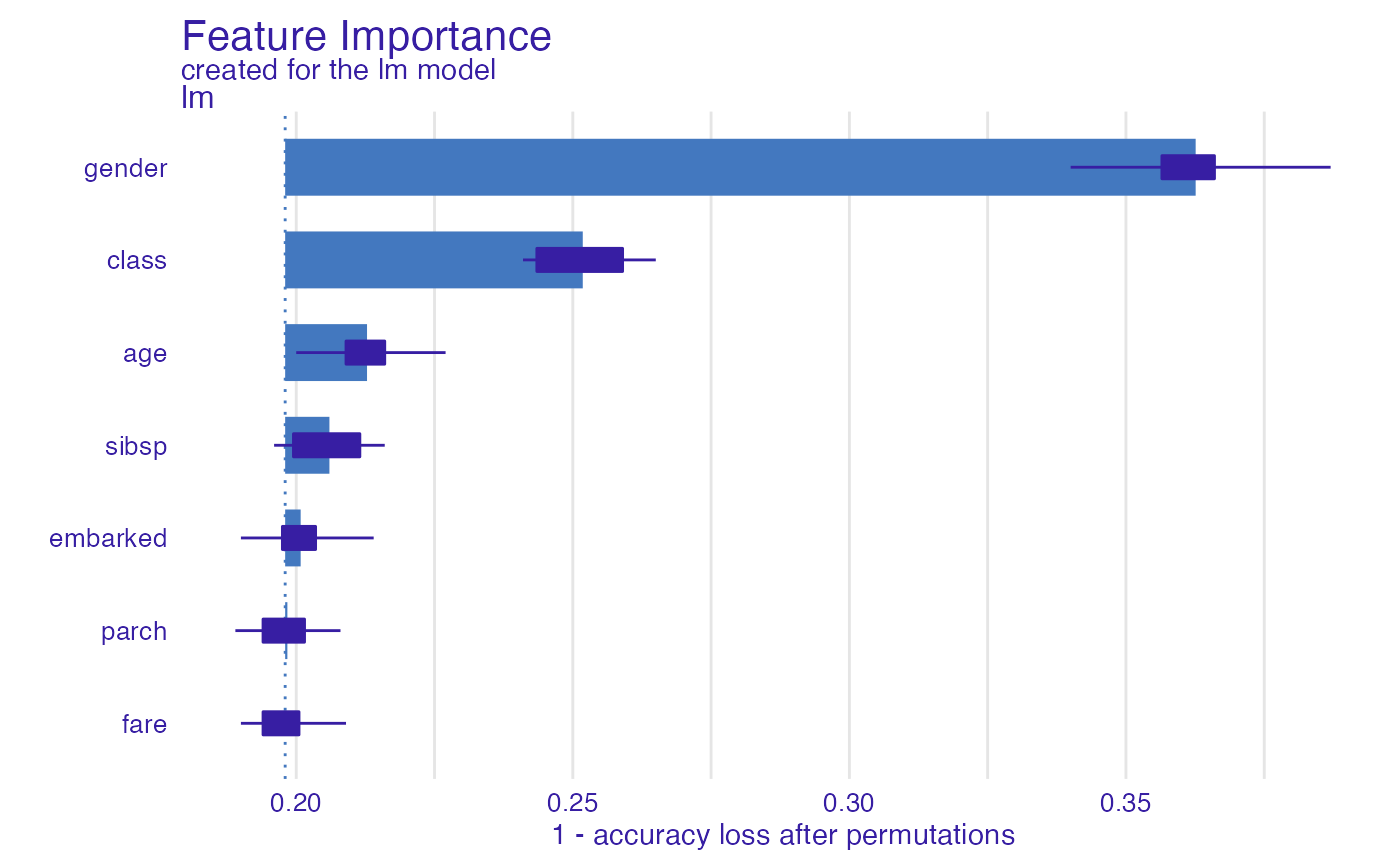 Feature Importance
created for the lm model
lm
gender
class
age
sibsp
embarked
parch
fare
0.20 0.25 0.30 0.35
1 - accuracy loss after permutations